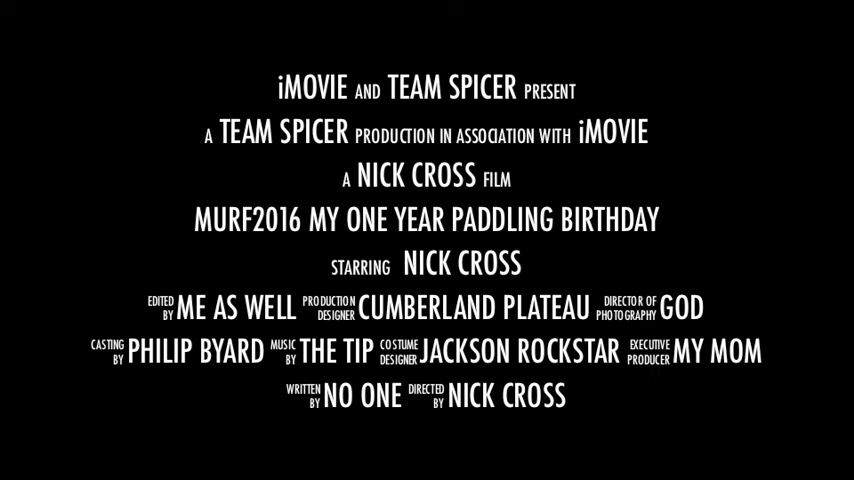 iMOVIE AND TEAM SPICER PRESENT
A TEAM SPICER PRODUCTION IN ASSOCIATION WITH iMOVIE
A NICK CROSS FILM
MURF2016 MY ONE YEAR PADDLING BIRTHDAY
STARRING NICK CROSS
EDITED BY ME AS WELL PRODUCTION DESIGNER CUMBERLAND PLATEAU DIRECTOR OF PHOTOGRAPHY GOD
CASTING BY PHILIP BYARD MUSIC BY THE TIP COSTUME DESIGNER JACKSON ROCKSTAR EXECUTIVE PRODUCER MY MOM
WRITTEN BY NO ONE DIRECTED BY NICK CROSS